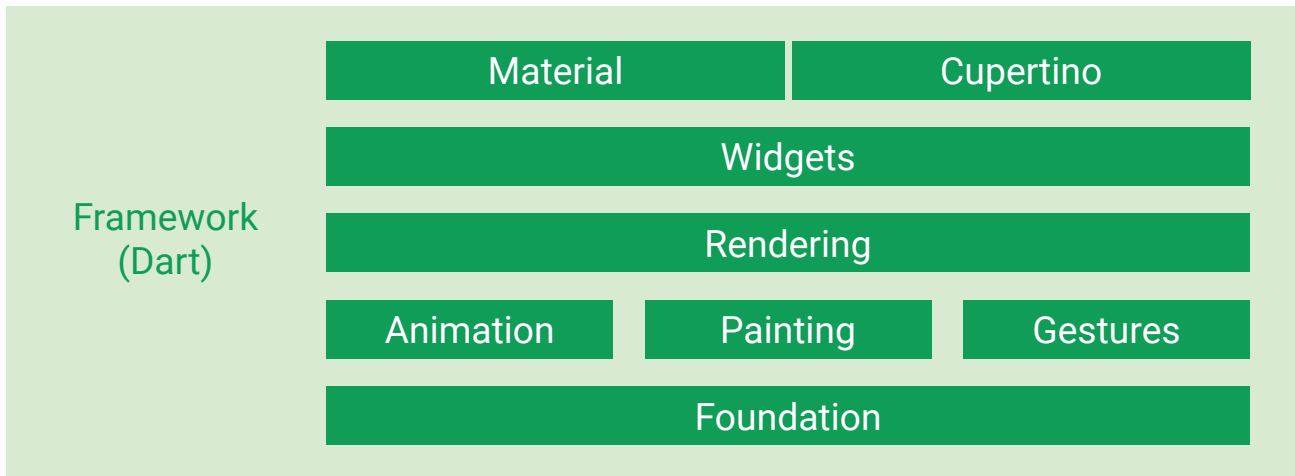 Material
Cupertino
Widgets
Framework
(Dart)
Rendering
Animation
Painting
Gestures
Foundation